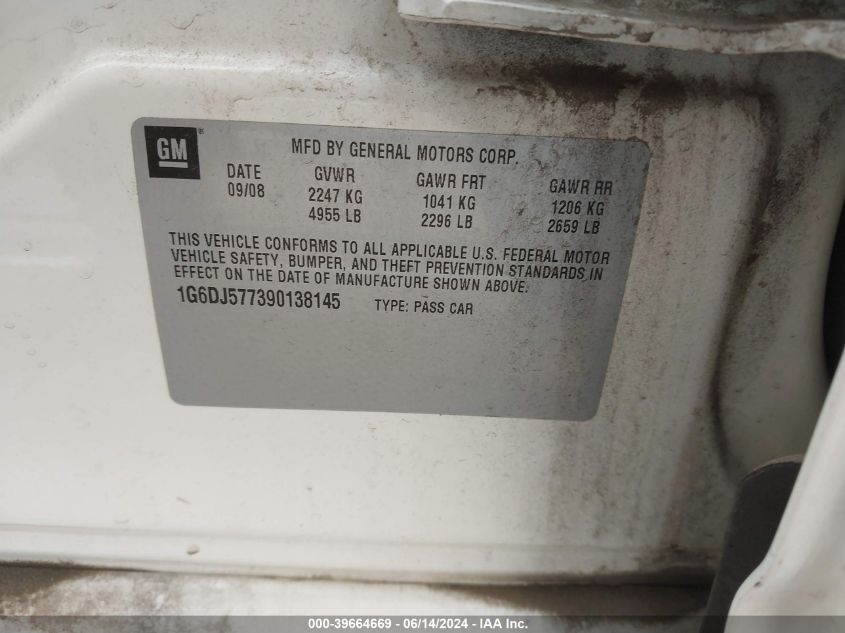 GM®
MFD BY GENERAL MOTORS CORP.
DATE GVWR GAWR FRT GAWR RR
09/08 2247 KG 1041 KG 1206 KG
4955 LB 2296 LB 2659 LB
THIS VEHICLE CONFORMS TO ALL APPLICABLE U.S. FEDERAL MOTOR
VEHICLE SAFETY, BUMPER, AND THEFT PREVENTION STANDARDS IN
EFFECT ON THE DATE OF MANUFACTURE SHOWN ABOVE.
1G6DJ577390138145 TYPE: PASS CAR
000-39664669 - 06/14/2024 - © IAA Inc.